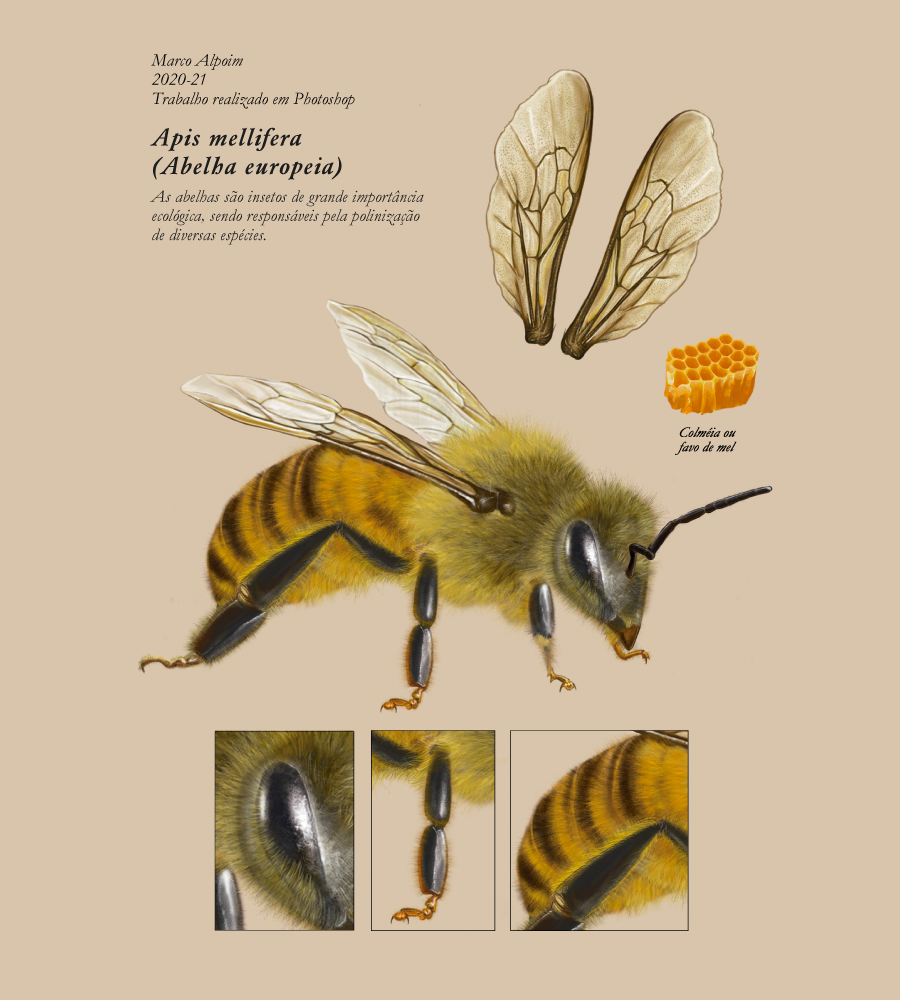 Marco Alpoim
2020-21
Trabalho realizado em Photoshop
Apis mellifera
(Abelha europeia)
As abelhas são insetos de grande importância
ecológica, sendo responsáveis pela polinização
de diversas espécies.
Colméia ou
favo de mel